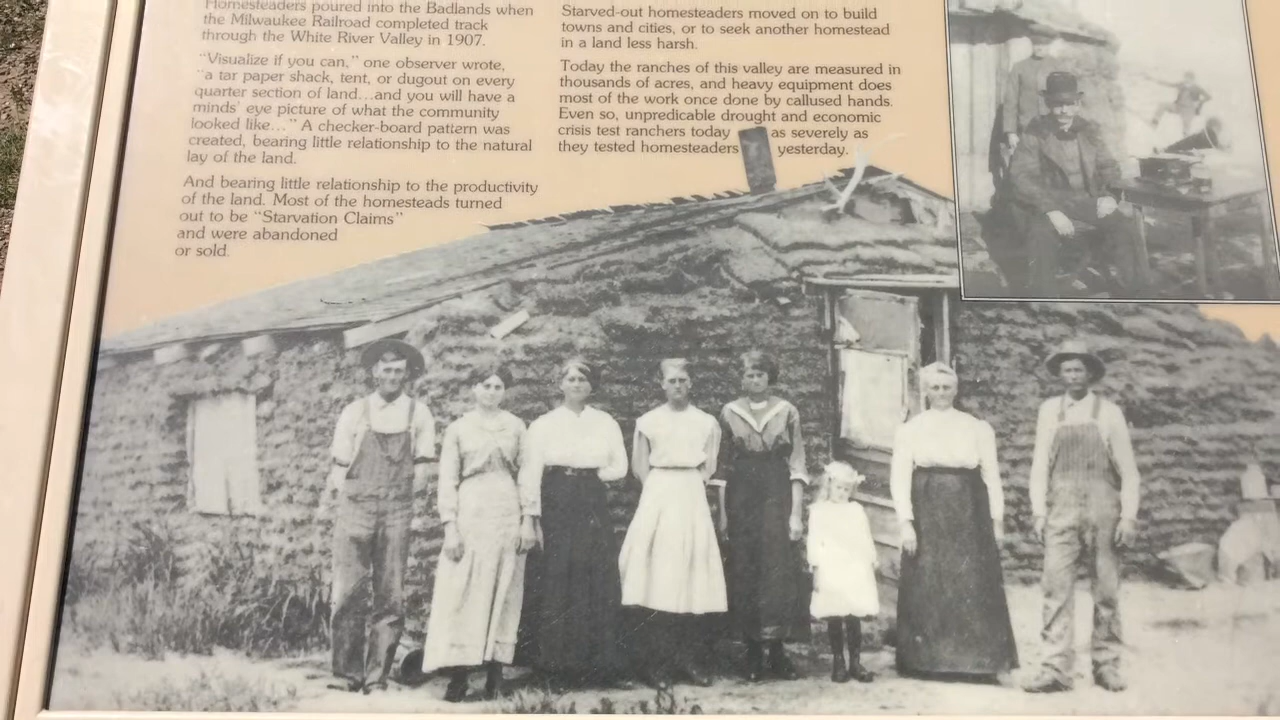 Homesteaders poured into the Badlands when
the Milwaukee Railroad completed track
through the White River Valley in 1907.
"Visualize if you can," one observer wrote,
"a tar paper shack, tent, or dugout on every
quarter section of land...and you will have a
minds' eye picture of what the community
looked like..." A checker-board pattern was
created, bearing little relationship to the natural
lay of the land.
And bearing little relationship to the productivity
of the land. Most of the homesteads turned
out to be "Starvation Claims"
and were abandoned
or sold.
Starved-out homesteaders moved on to build
towns and cities, or to seek another homestead
in a land less harsh.
Today the ranches of this valley are measured in
thousands of acres, and heavy equipment does
most of the work once done by callused hands.
Even so, unpredicable drought and economic
crisis test ranchers today as severely as
they tested homesteaders yesterday.